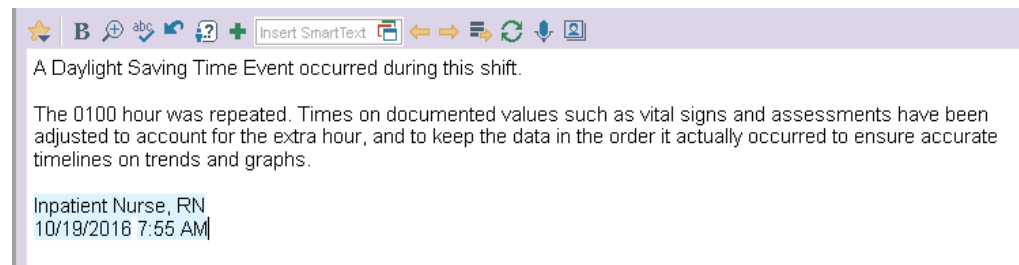 B abc Insert SmartText
A Daylight Saving Time Event occurred during this shift.
The 0100 hour was repeated. Times on documented values such as vital signs and assessments have been
adjusted to account for the extra hour, and to keep the data in the order it actually occurred to ensure accurate
timelines on trends and graphs.
Inpatient Nurse, RN
10/19/2016 7:55 AM